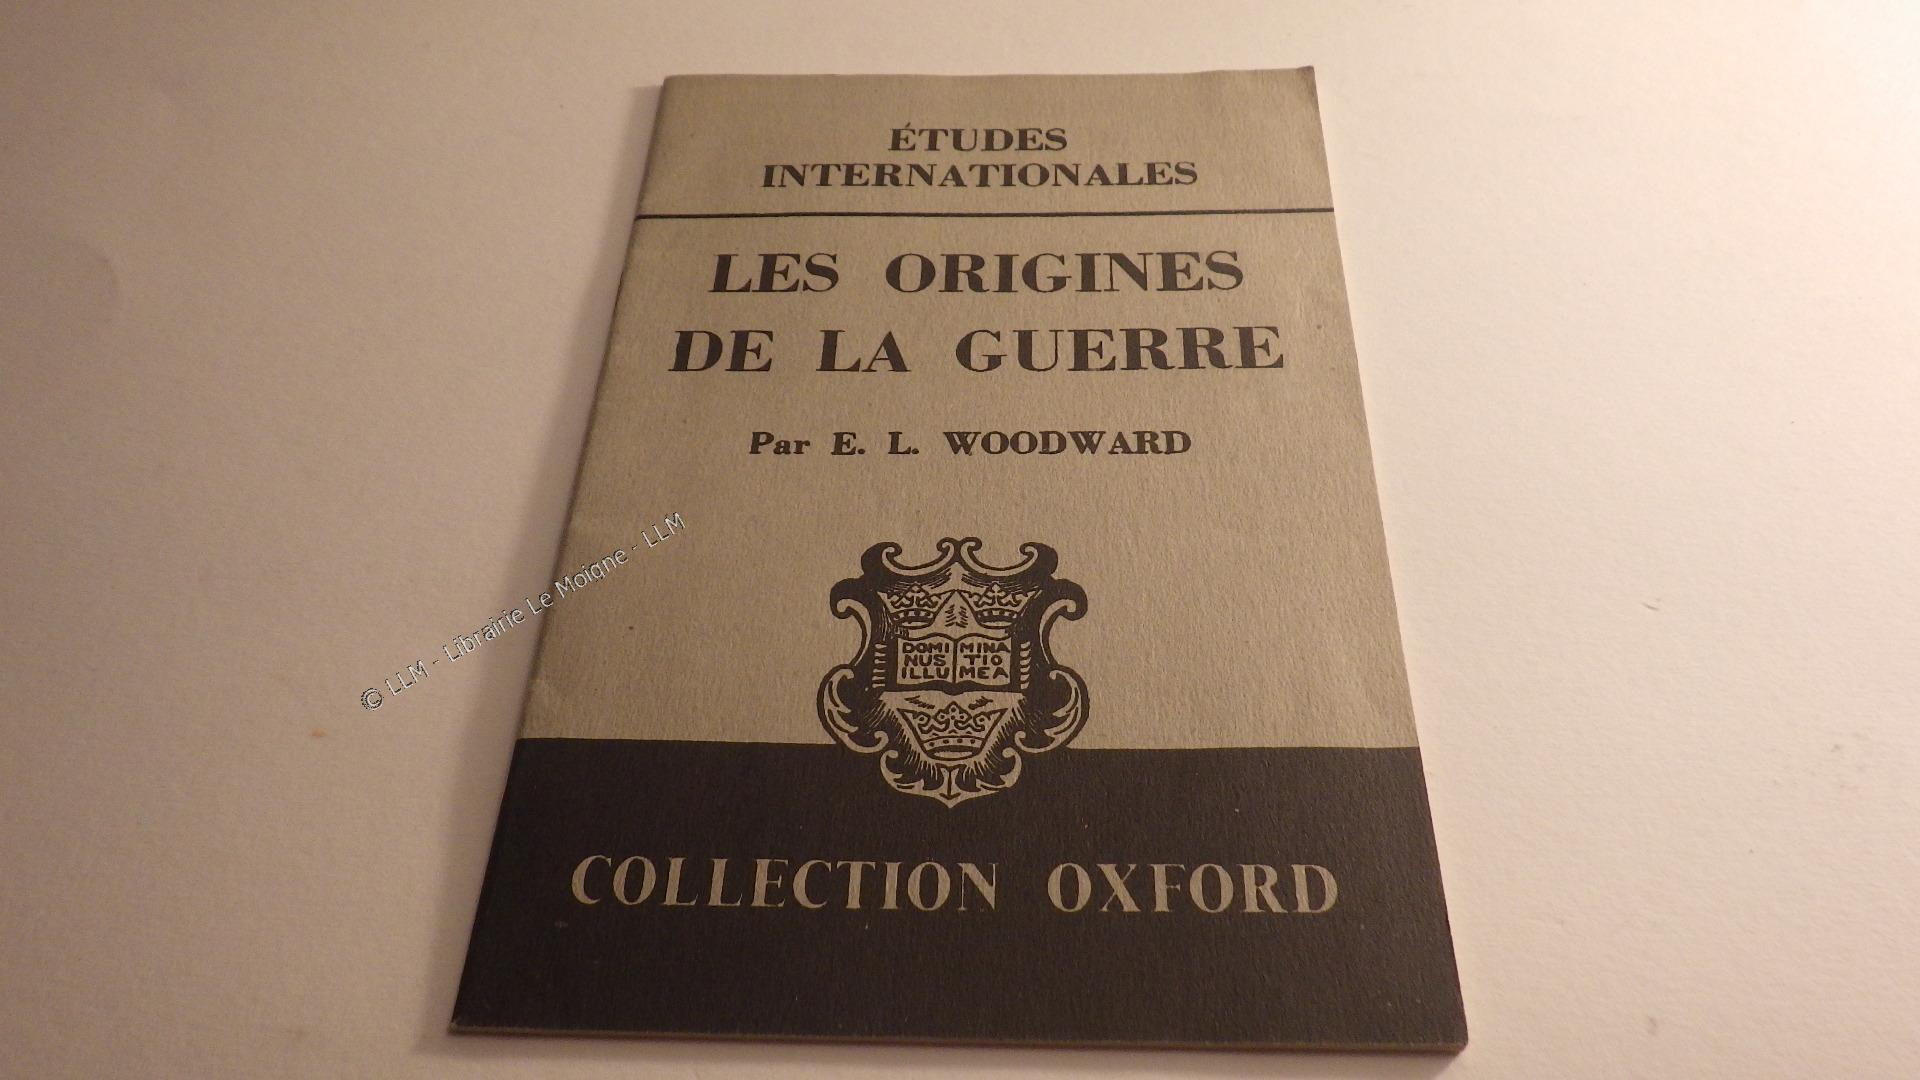 ÉTUDES
INTERNATIONALES
LES ORIGINES
DE LA GUERRE
Par E. L. WOODWARD
© LLM - Librairie Le Moigne - LLM
DOMI MINA
NUS TIO
ILLU MEA
COLLECTION OXFORD